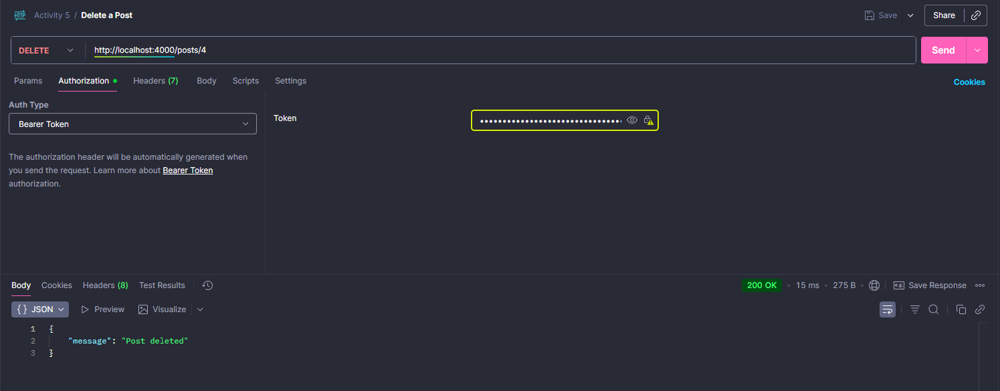 HTTP Activity 5 / Delete a Post Save Share
DELETE http://localhost:4000/posts/4 Send
Params Authorization Headers (7) Body Scripts Settings Cookies
Auth Type
Bearer Token
Token
The authorization header will be automatically generated when
you send the request. Learn more about Bearer Token
authorization.
Body Cookies Headers (8) Test Results 200 OK • 15 ms • 275 B • e.g. Save Response
{} JSON Preview Visualize
1 {
2 "message": "Post deleted"
3 }